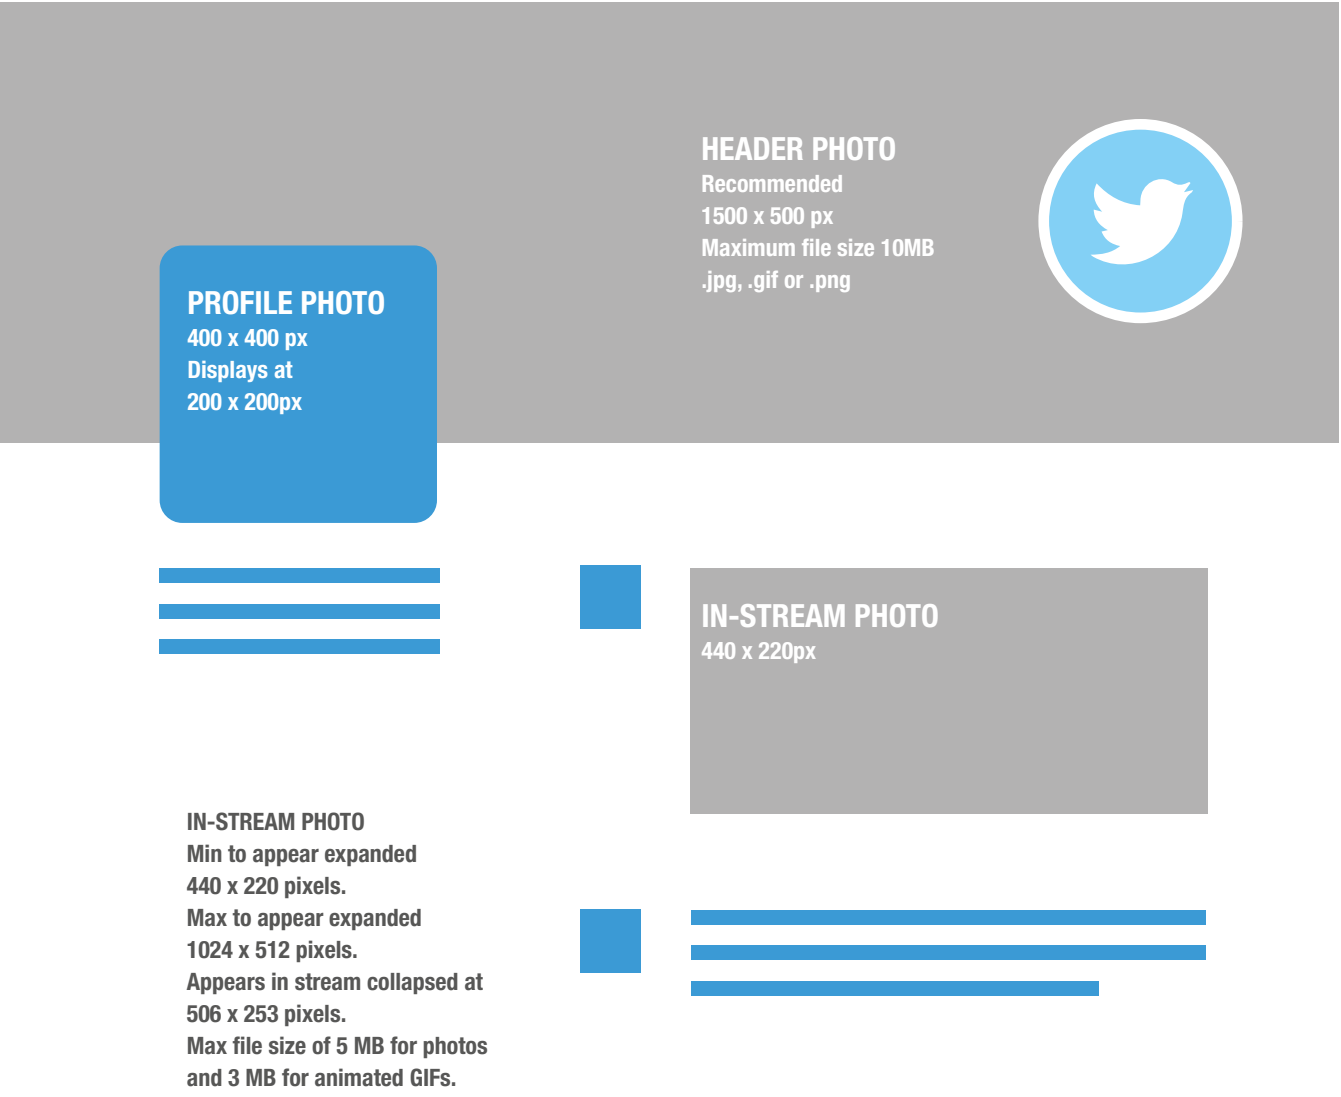 HEADER PHOTO
Recommended
1500 x 500 px
Maximum file size 10MB
.jpg, .gif or .png
PROFILE PHOTO
400 x 400 px
Displays at
200 x 200px
IN-STREAM PHOTO
440 x 220px
IN-STREAM PHOTO
Min to appear expanded
440 x 220 pixels.
Max to appear expanded
1024 x 512 pixels.
Appears in stream collapsed at
506 x 253 pixels.
Max file size of 5 MB for photos
and 3 MB for animated GIFs.